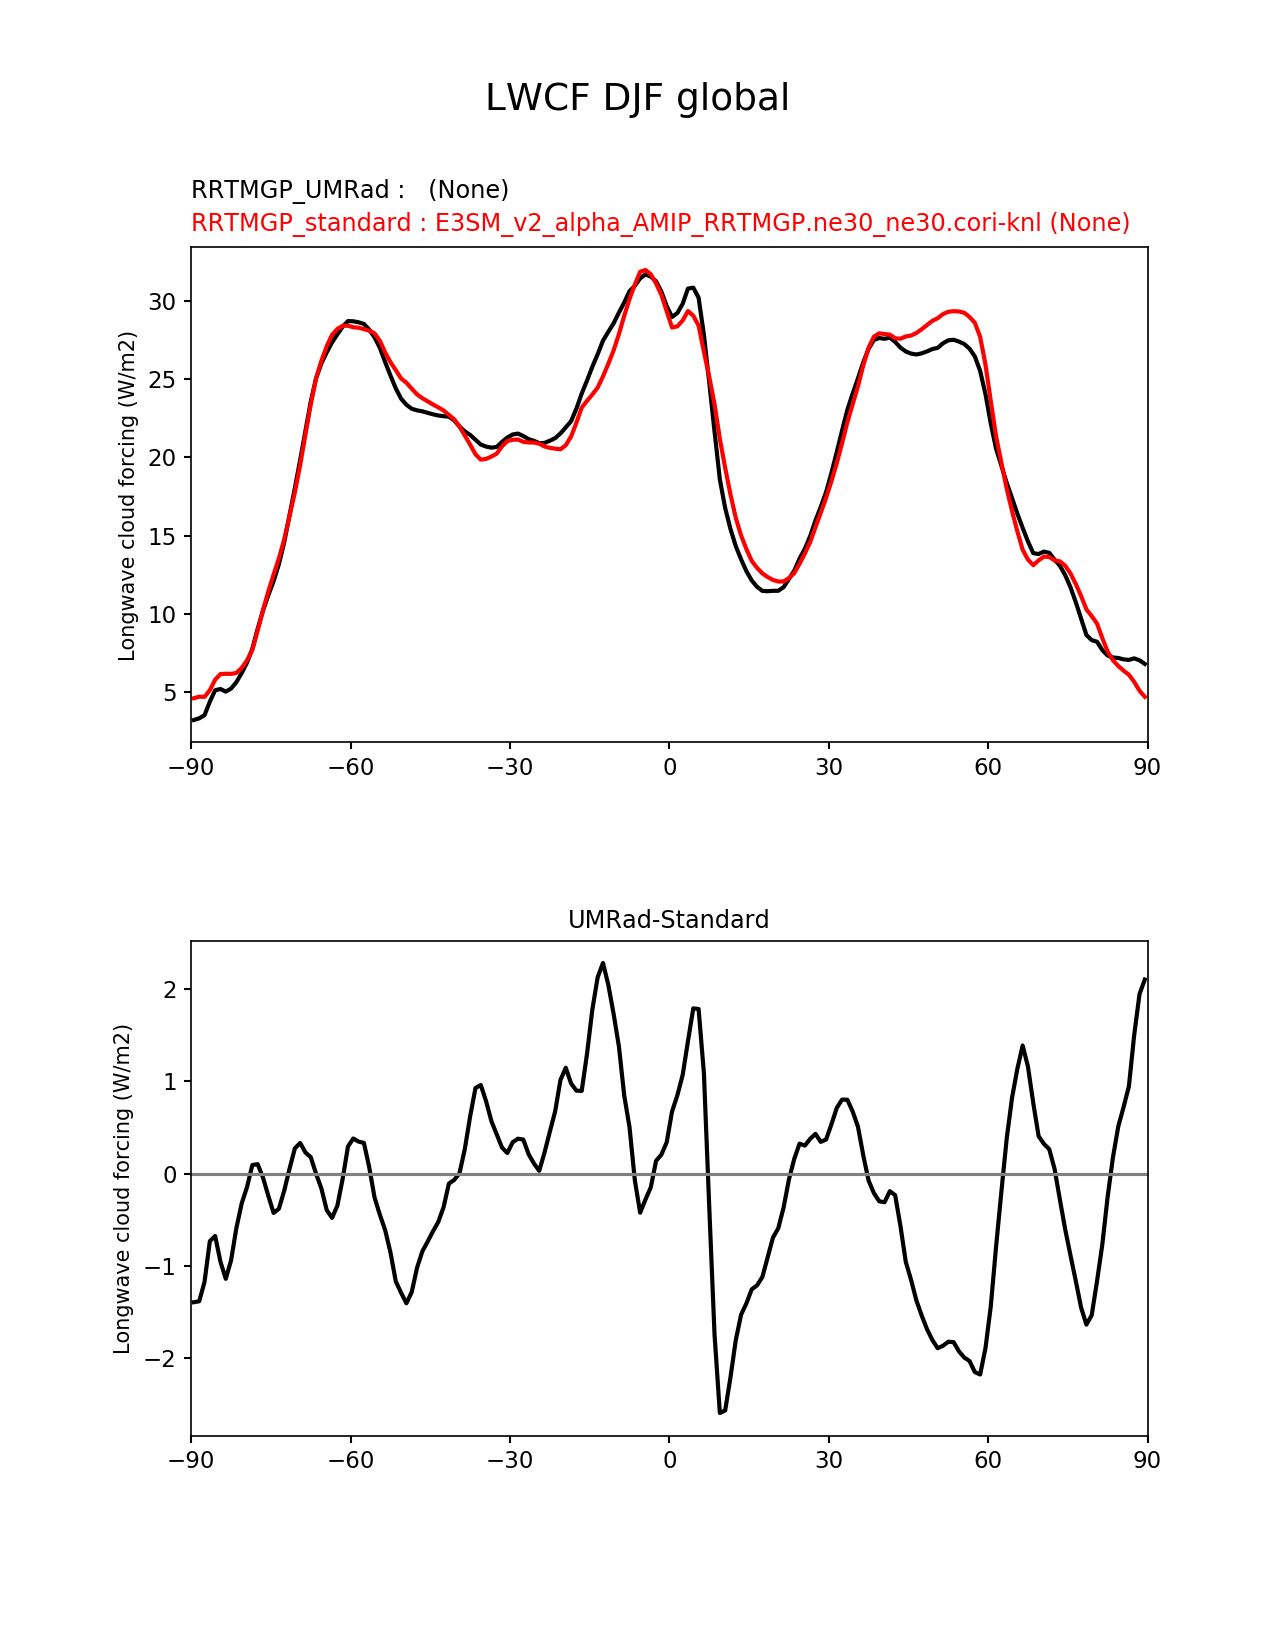 LWCF DJF global
RRTMGP_UMRad :   (None)
RRTMGP_standard : E3SM_v2_alpha_AMIP_RRTMGP.ne30_ne30.cori-knl (None)
Longwave cloud forcing (W/m2)
30
25
20
15
10
5
−90 −60 −30 0 30 60 90
UMRad-Standard
Longwave cloud forcing (W/m2)
2
1
0
−1
−2
−90 −60 −30 0 30 60 90